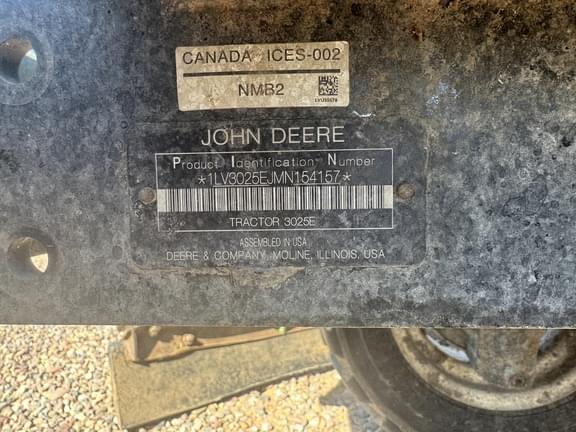 CANADA ICES-002
NMB2
JOHN DEERE
Product Identification Number
*1LV3025EJMN154157*
TRACTOR 3025E
ASSEMBLED IN USA
DEERE & COMPANY, MOLINE, ILLINOIS, USA